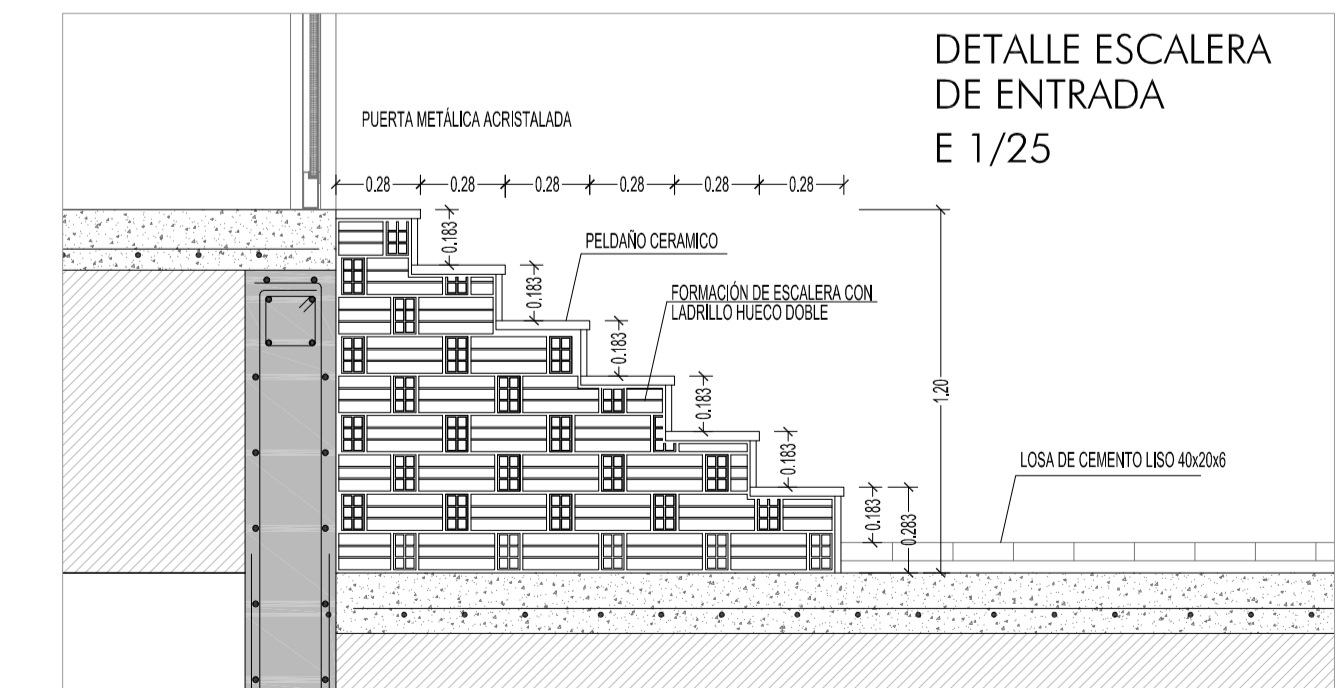 DETALLE ESCALERA
DE ENTRADA
E 1/25
PUERTA METÁLICA ACRISTALADA
0.28 0.28 0.28 0.28 0.28 0.28
0.183
PELDAÑO CERAMICO
0.183
FORMACIÓN DE ESCALERA CON
LADRILLO HUECO DOBLE
0.183
0.183
1.20
0.183
LOSA DE CEMENTO LISO 40x20x6
0.183
0.283